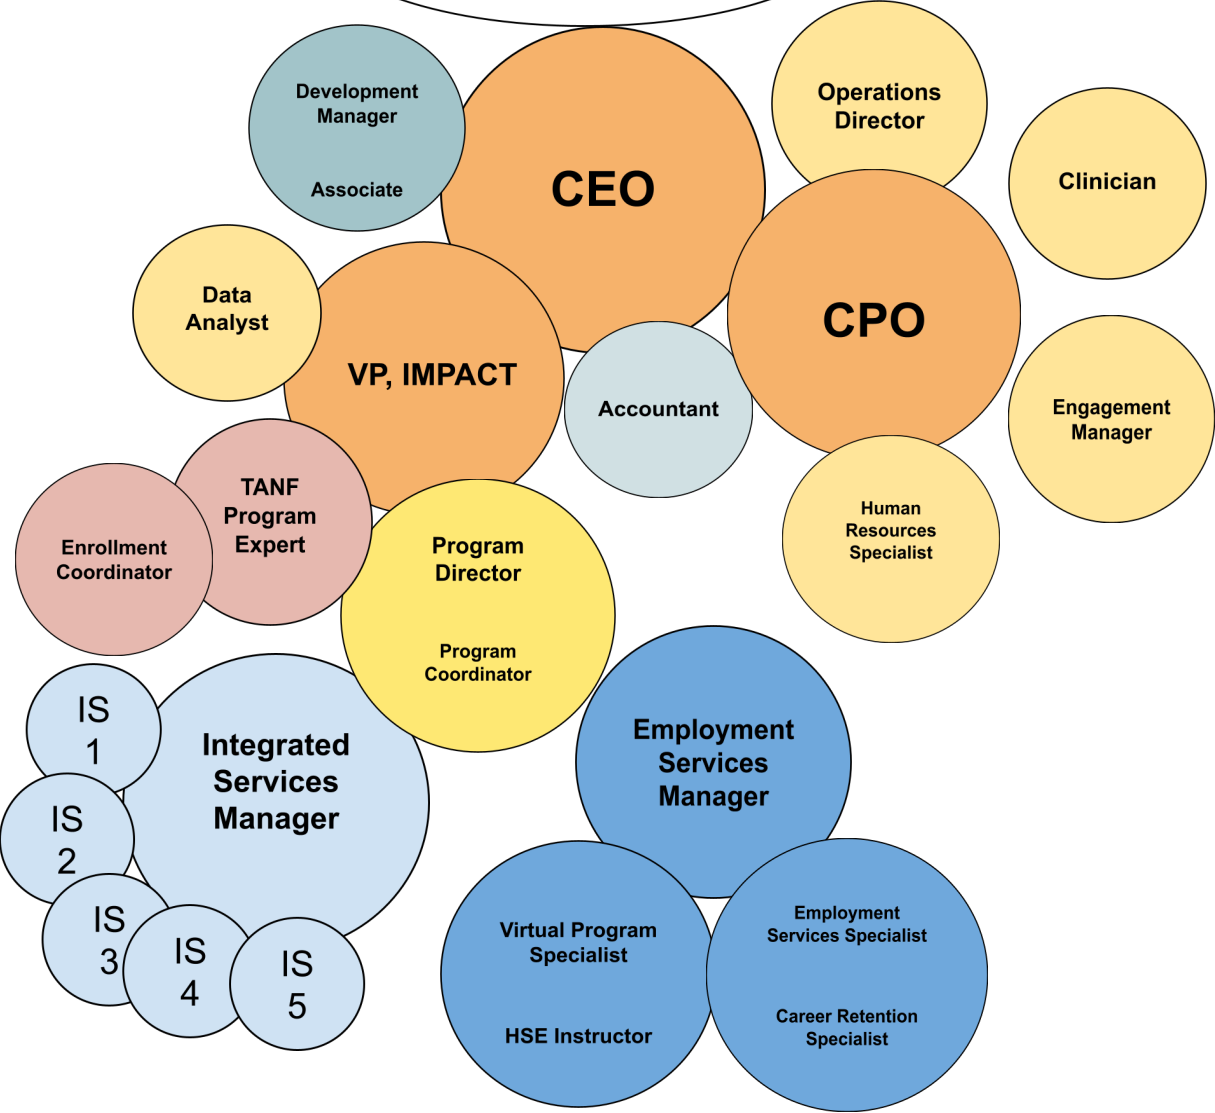 Development
Manager
Associate
CEO
Operations
Director
Clinician
Data
Analyst
VP, IMPACT
CPO
Accountant
Engagement
Manager
TANF
Program
Expert
Enrollment
Coordinator
Program
Director
Program
Coordinator
Human
Resources
Specialist
IS
1
IS
2
IS
3
IS
4
IS
5
Integrated
Services
Manager
Employment
Services
Manager
Virtual Program
Specialist
HSE Instructor
Employment
Services Specialist
Career Retention
Specialist